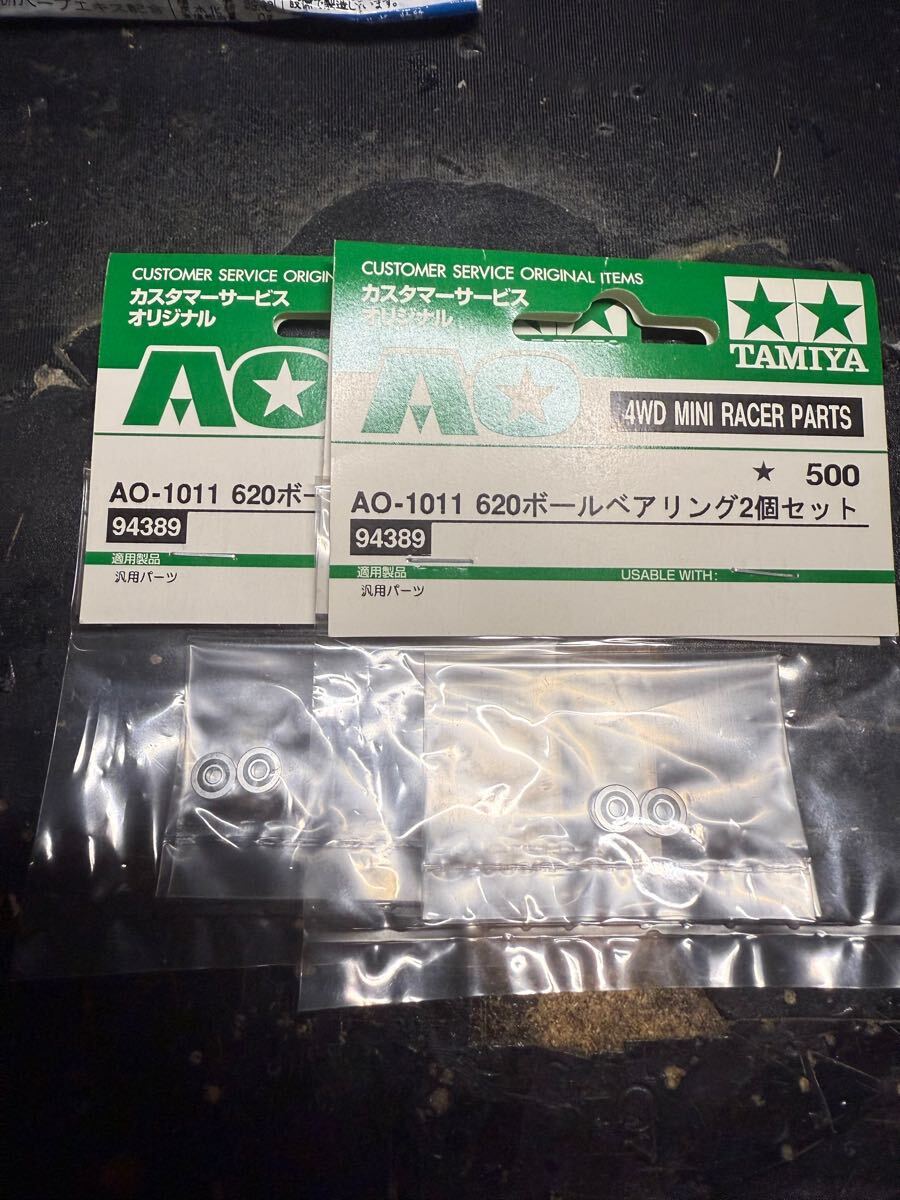 CUSTOMER SERVICE ORIGIN
カスタマーサービス
オリジナル
AO
AO-1011 620ボー
94389
適用製品
汎用パーツ
CUSTOMER SERVICE ORIGINAL ITEMS
カスタマーサービス
オリジナル
AO
TAMIYA
4WD MINI RACER PARTS
★ 500
AO-1011 620ボールベアリング2個セット
94389
適用製品
USABLE WITH:
汎用パーツ